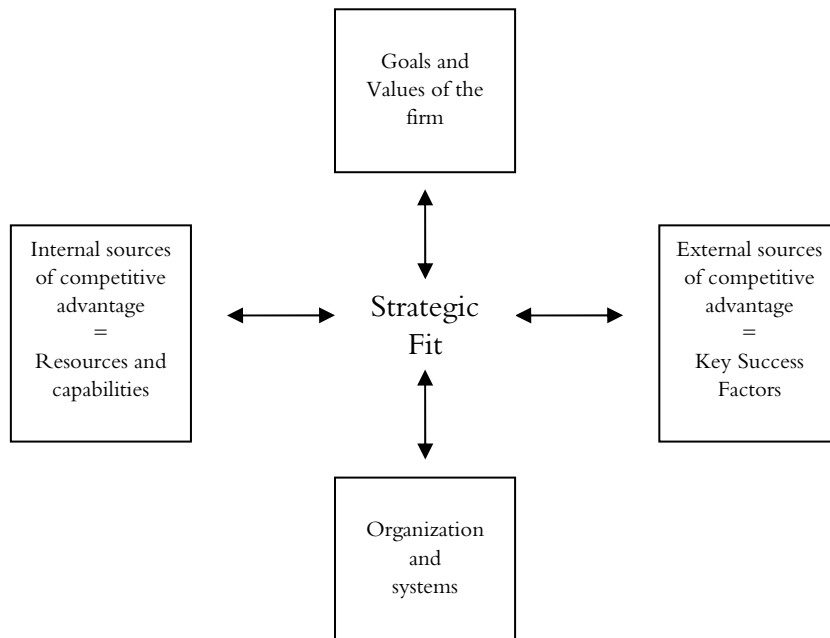 Goals and
Values of the
firm
Internal sources
of competitive
advantage
=
Resources and
capabilities
Strategic
Fit
External sources
of competitive
advantage
=
Key Success
Factors
Organization
and
systems